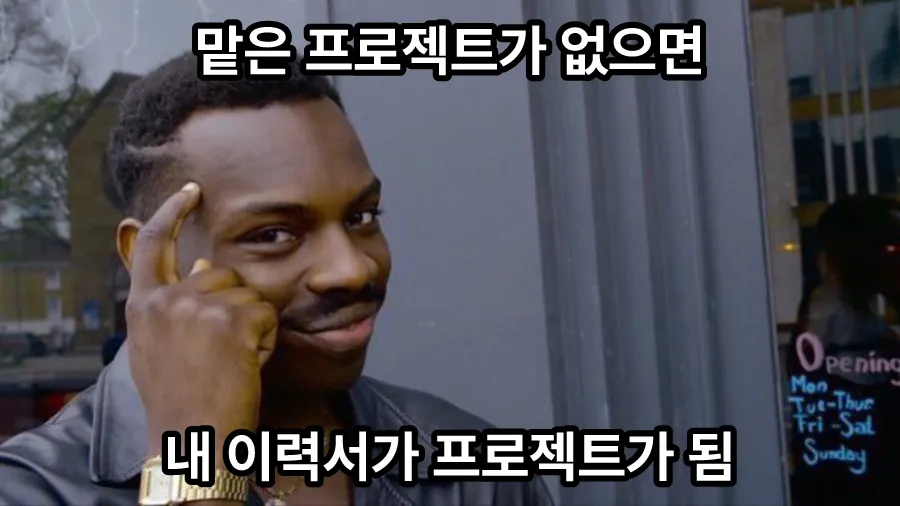 맡은 프로젝트가 없으면
내 이력서가 프로젝트가 됨
Opening
Mon
Tue-Thur
Fri-Sat
Sunday